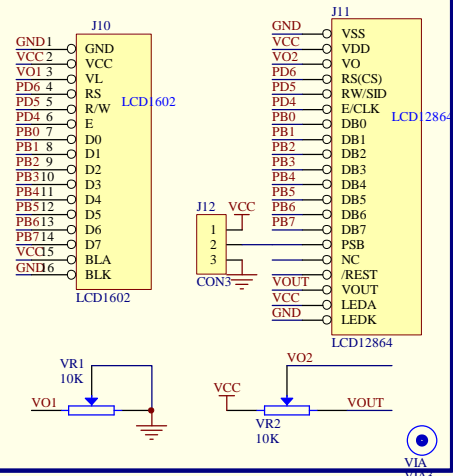 J10
GND 1 GND
VCC 2 VCC
VO1 3 VL
PD6 4 RS
PD5 5 R/W
PD4 6 E
PB0 7 D0
PB1 8 D1
PB2 9 D2
PB3 10 D3
PB4 11 D4
PB5 12 D5
PB6 13 D6
PB7 14 D7
VCC 15 BLA
GND 16 BLK
LCD1602
LCD1602
J11
GND VSS
VCC VDD
VO2 VO
PD6 RS(CS)
PD5 RW/SID
PD4 E/CLK
PB0 DB0
PB1 DB1
PB2 DB2
PB3 DB3
PB4 DB4
PB5 DB5
PB6 DB6
PB7 DB7
PSB
NC
/REST
VOUT VOUT
VCC LEDA
GND LEDK
LCD12864
LCD12864
J12
VCC
1
2
3
CON3
VR1
10K
VO1
VO2
VCC
VOUT
VR2
10K
VIA